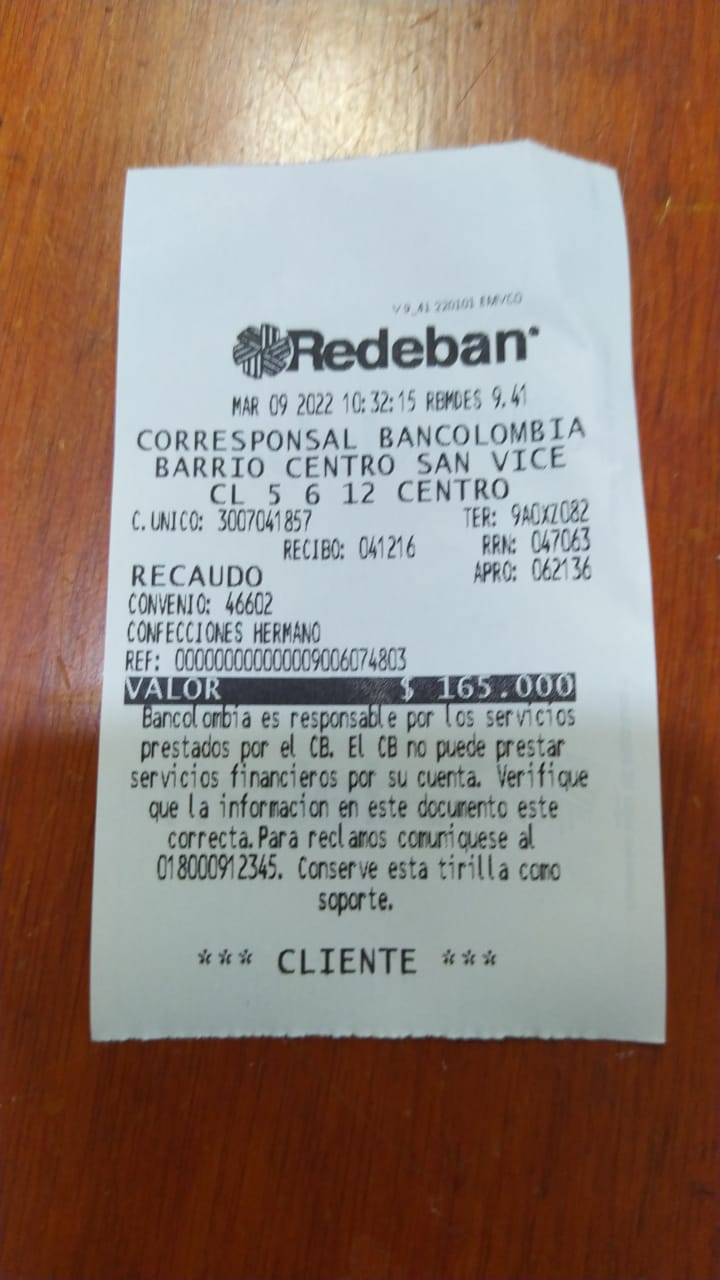 V 9_41 220101 EMVCO
Redeban
MAR 09 2022 10:32:15 RBMDES 9.41
CORRESPONSAL BANCOLOMBIA
BARRIO CENTRO SAN VICE
CL 5 6 12 CENTRO
C. UNICO: 3007041857 TER: 9A0XZ082
RECIBO: 041216 RRN: 047063
RECAUDO APRO: 062136
CONVENIO: 46602
CONFECCIONES HERMANO
REF: 000000000000009006074803
VALOR $ 165.000
Bancolombia es responsable por los servicios
prestados por el CB. El CB no puede prestar
servicios financieros por su cuenta. Verifique
que la informacion en este documento este
correcta. Para reclamos comuniquese al
018000912345. Conserve esta tirilla como
soporte.
*** CLIENTE ***